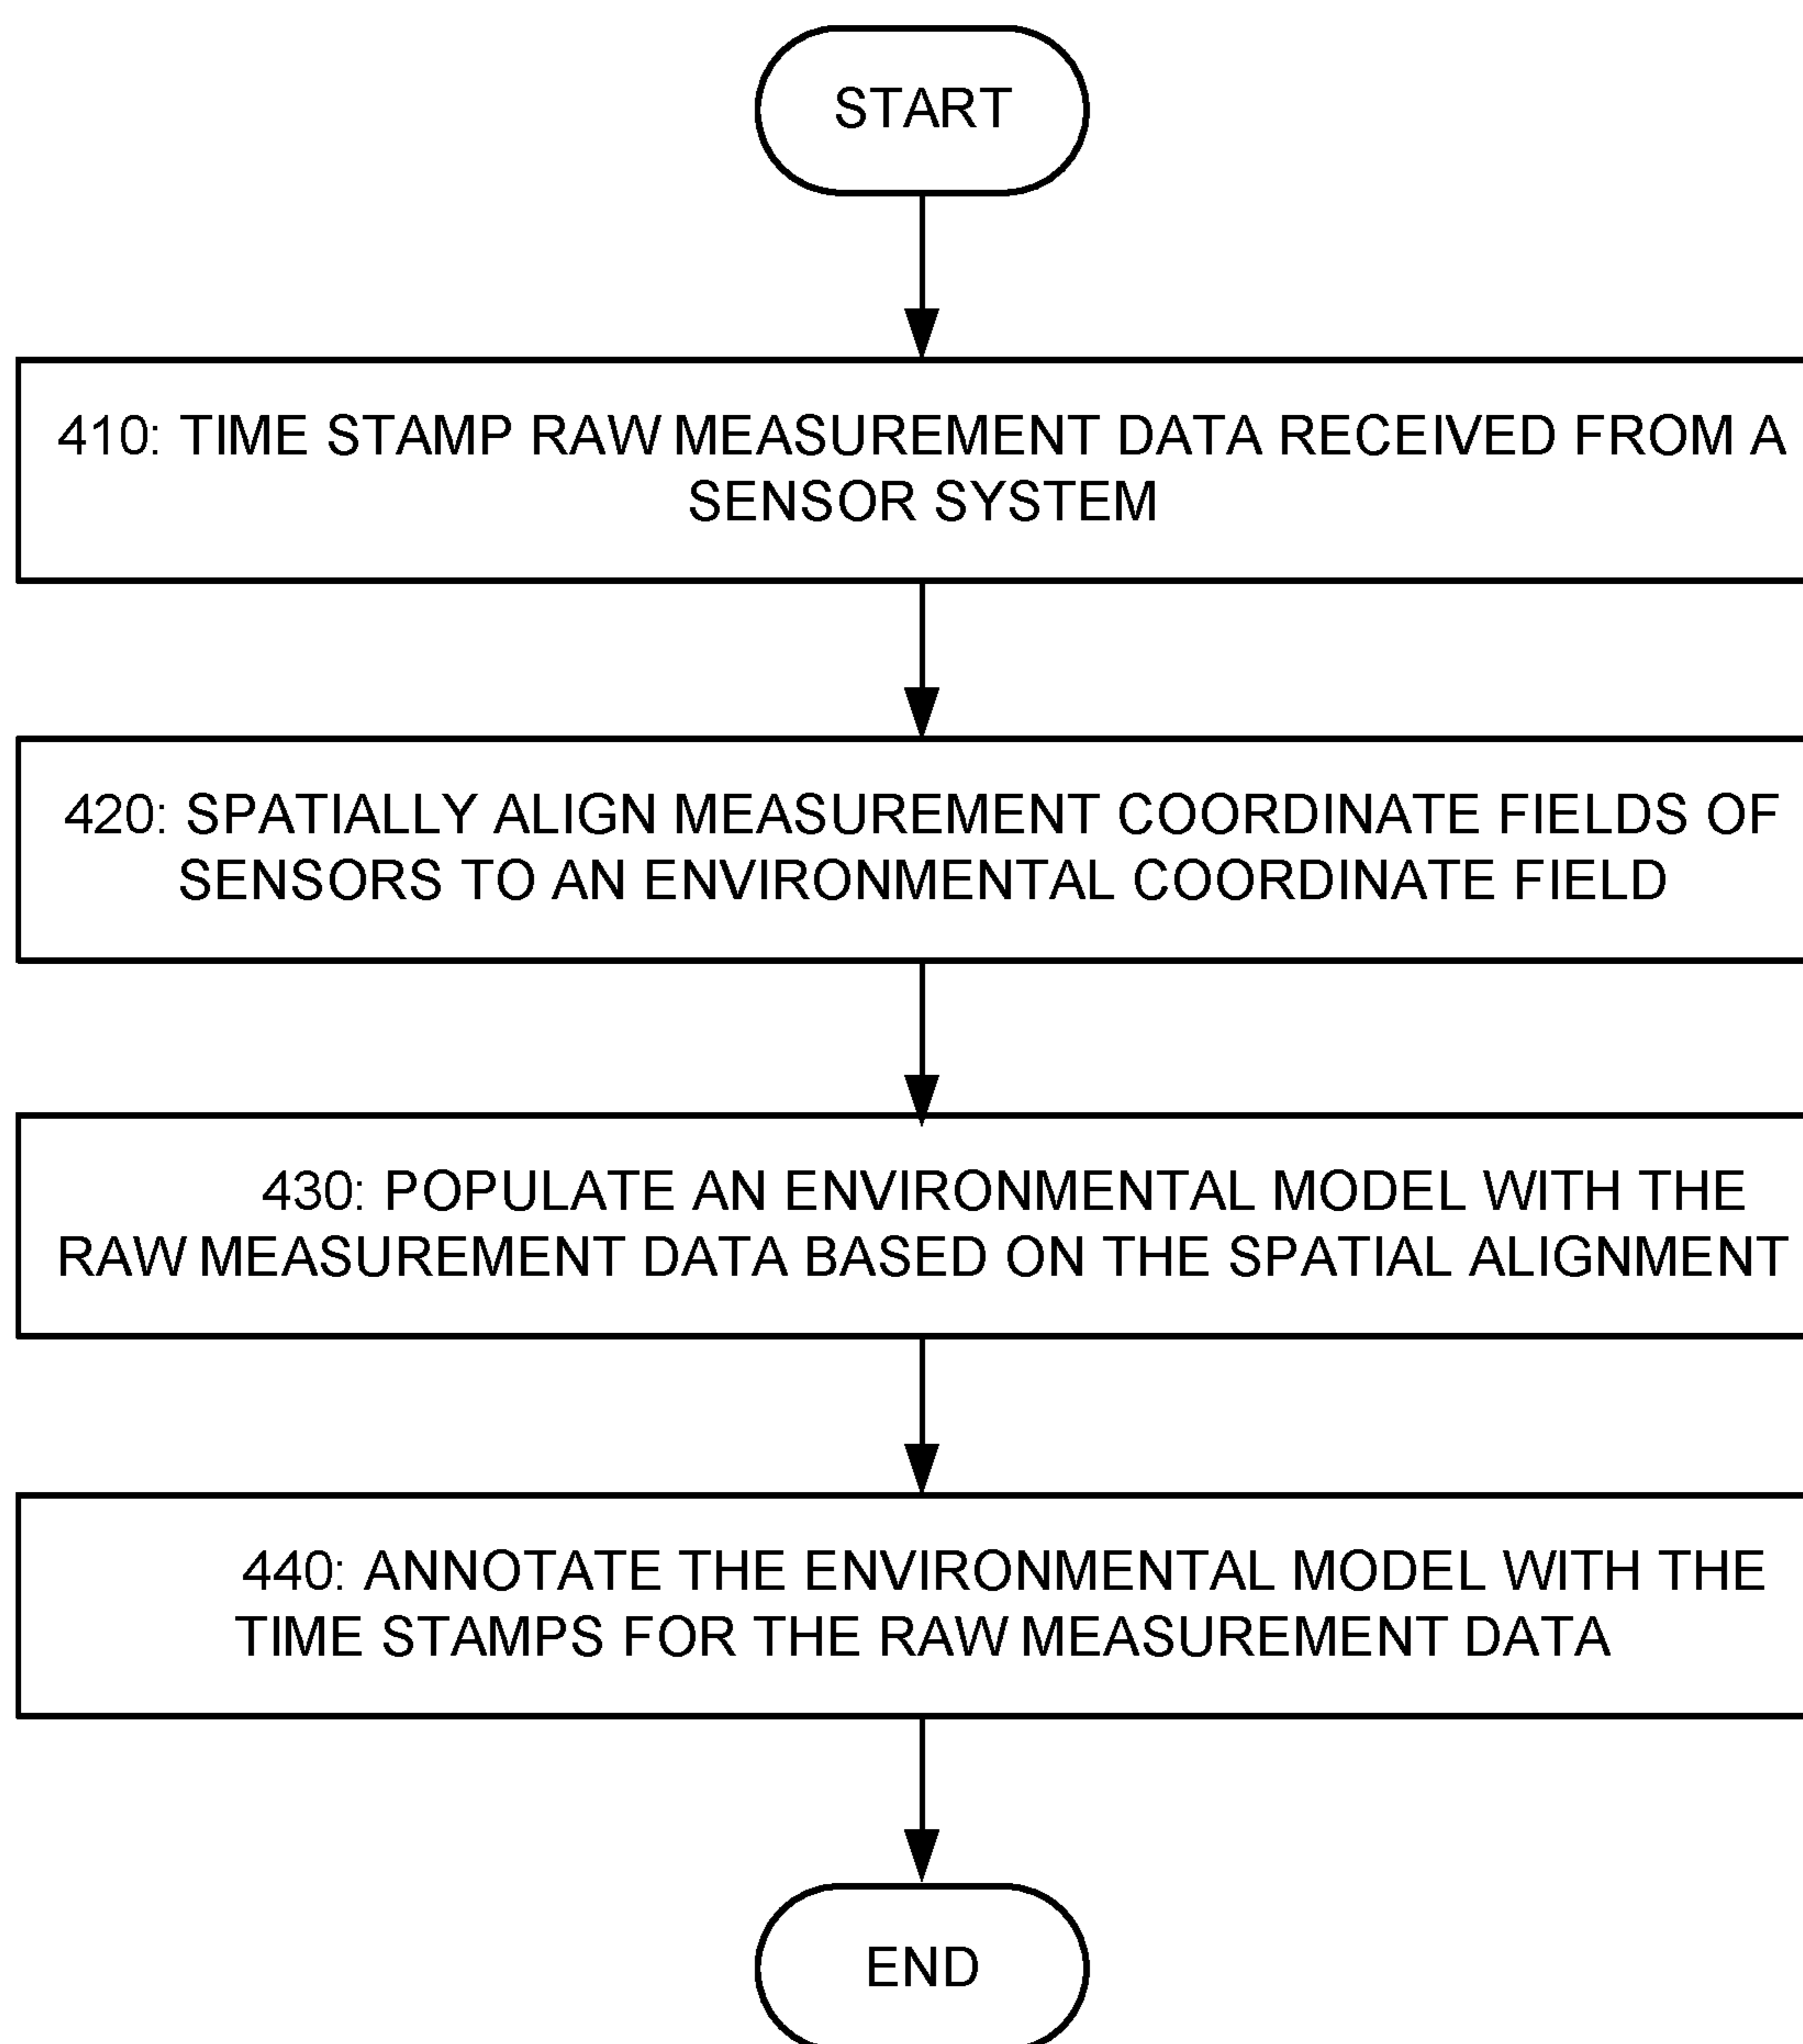 START
410: TIME STAMP RAW MEASUREMENT DATA RECEIVED FROM A
SENSOR SYSTEM
420: SPATIALLY ALIGN MEASUREMENT COORDINATE FIELDS OF
SENSORS TO AN ENVIRONMENTAL COORDINATE FIELD
430: POPULATE AN ENVIRONMENTAL MODEL WITH THE
RAW MEASUREMENT DATA BASED ON THE SPATIAL ALIGNMENT
440: ANNOTATE THE ENVIRONMENTAL MODEL WITH THE
TIME STAMPS FOR THE RAW MEASUREMENT DATA
END